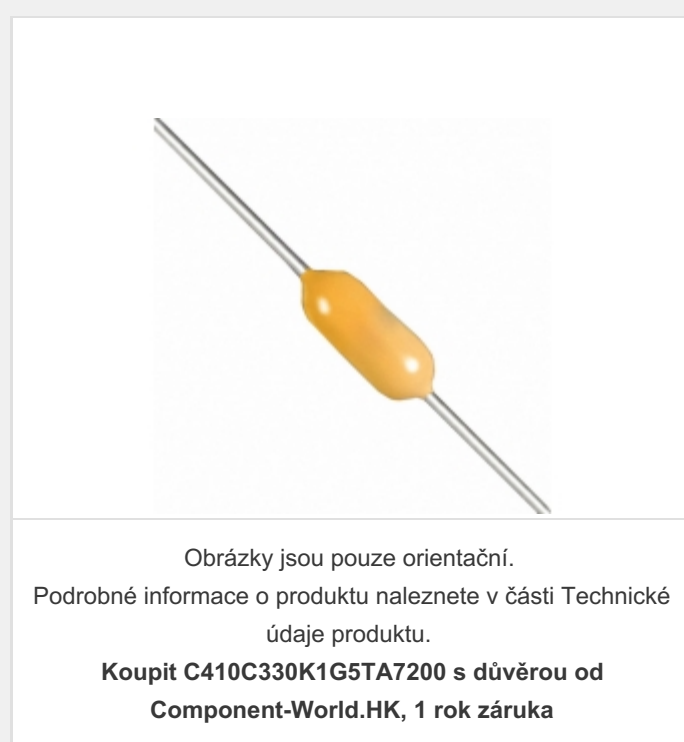 Obrázky jsou pouze orientační.
Podrobné informace o produktu naleznete v části Technické
údaje produktu.
Koupit C410C330K1G5TA7200 s důvěrou od
Component-World.HK, 1 rok záruka